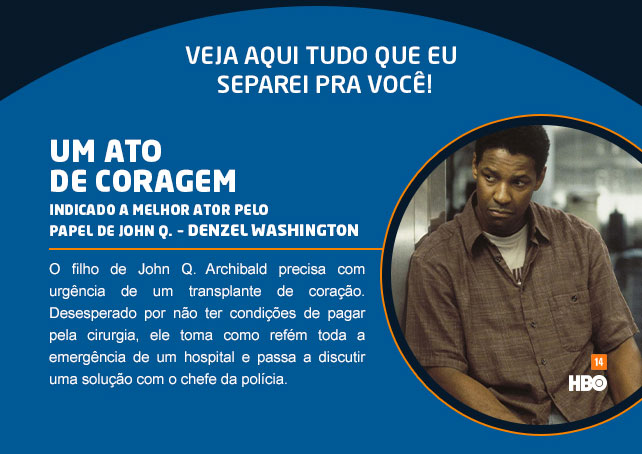 VEJA AQUI TUDO QUE EU
SEPAREI PRA VOCÊ!
UM ATO
DE CORAGEM
INDICADO A MELHOR ATOR PELO
PAPEL DE JOHN Q. - DENZEL WASHINGTON
O filho de John Q. Archibald precisa com
urgência de um transplante de coração.
Desesperado por não ter condições de pagar
pela cirurgia, ele toma como refém toda a
emergência de um hospital e passa a discutir
uma solução com o chefe da polícia.
14
HBO